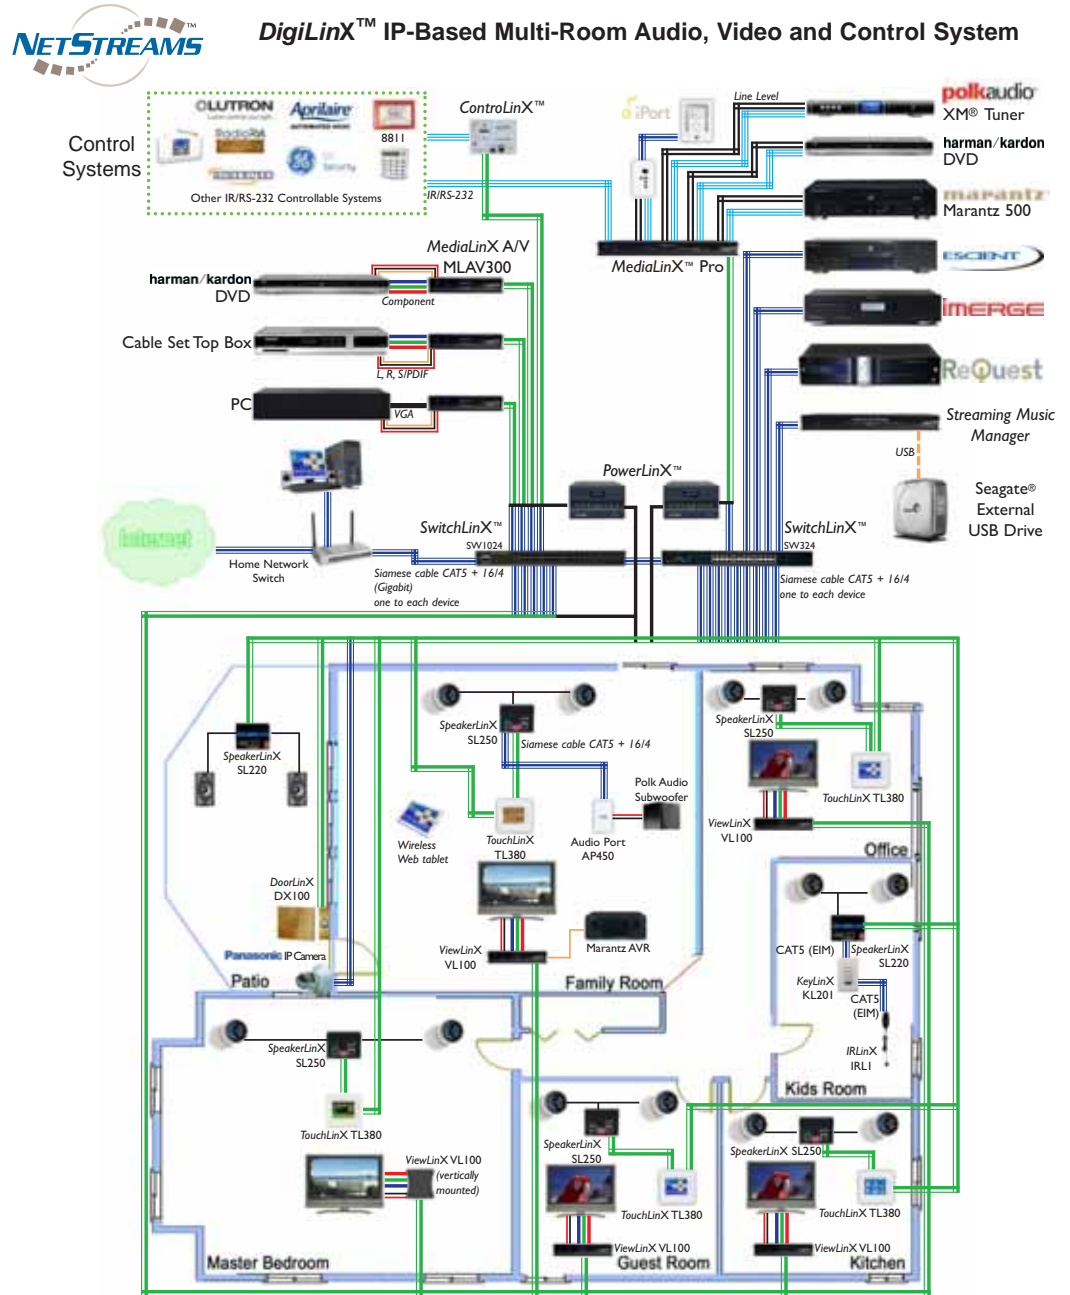 NETSTREAMS™
DigiLinX™ IP-Based Multi-Room Audio, Video and Control System
Control
Systems
LUTRON
Aprilaire
8811
RadioRA
GE
Security
Other IR/RS-232 Controllable Systems
ControLinX™
IR/RS-232
iPort
Line Level
polkaudio
XM® Tuner
harman/kardon
DVD
marantz
Marantz 500
MediaLinX™ Pro
ESCIENT
iMERGE
ReQuest
Streaming Music
Manager
USB
Seagate®
External
USB Drive
MediaLinX A/V
MLAV300
harman/kardon
DVD
Component
Cable Set Top Box
L, R, S/PDIF
PC
VGA
PowerLinX™
SwitchLinX™
SW1024
SwitchLinX™
SW324
Internet
Home Network
Switch
Siamese cable CAT5 + 16/4
(Gigabit)
one to each device
Siamese cable CAT5 + 16/4
one to each device
SpeakerLinX
SL220
DoorLinX
DX100
Panasonic IP Camera
Patio
SpeakerLinX
SL250
Siamese cable CAT5 + 16/4
Wireless
Web tablet
TouchLinX
TL380
Audio Port
AP450
Polk Audio
Subwoofer
ViewLinX
VL100
Marantz AVR
Family Room
SpeakerLinX
SL250
TouchLinX TL380
ViewLinX
VL100
Office
CAT5 (EIM)
SpeakerLinX
SL220
KeyLinX
KL201
CAT5
(EIM)
IRLinX
IRL1
Kids Room
SpeakerLinX
SL250
TouchLinX TL380
ViewLinX VL100
(vertically
mounted)
Master Bedroom
SpeakerLinX
SL250
TouchLinX TL380
ViewLinX VL100
Guest Room
SpeakerLinX SL250
TouchLinX TL380
ViewLinX VL100
Kitchen